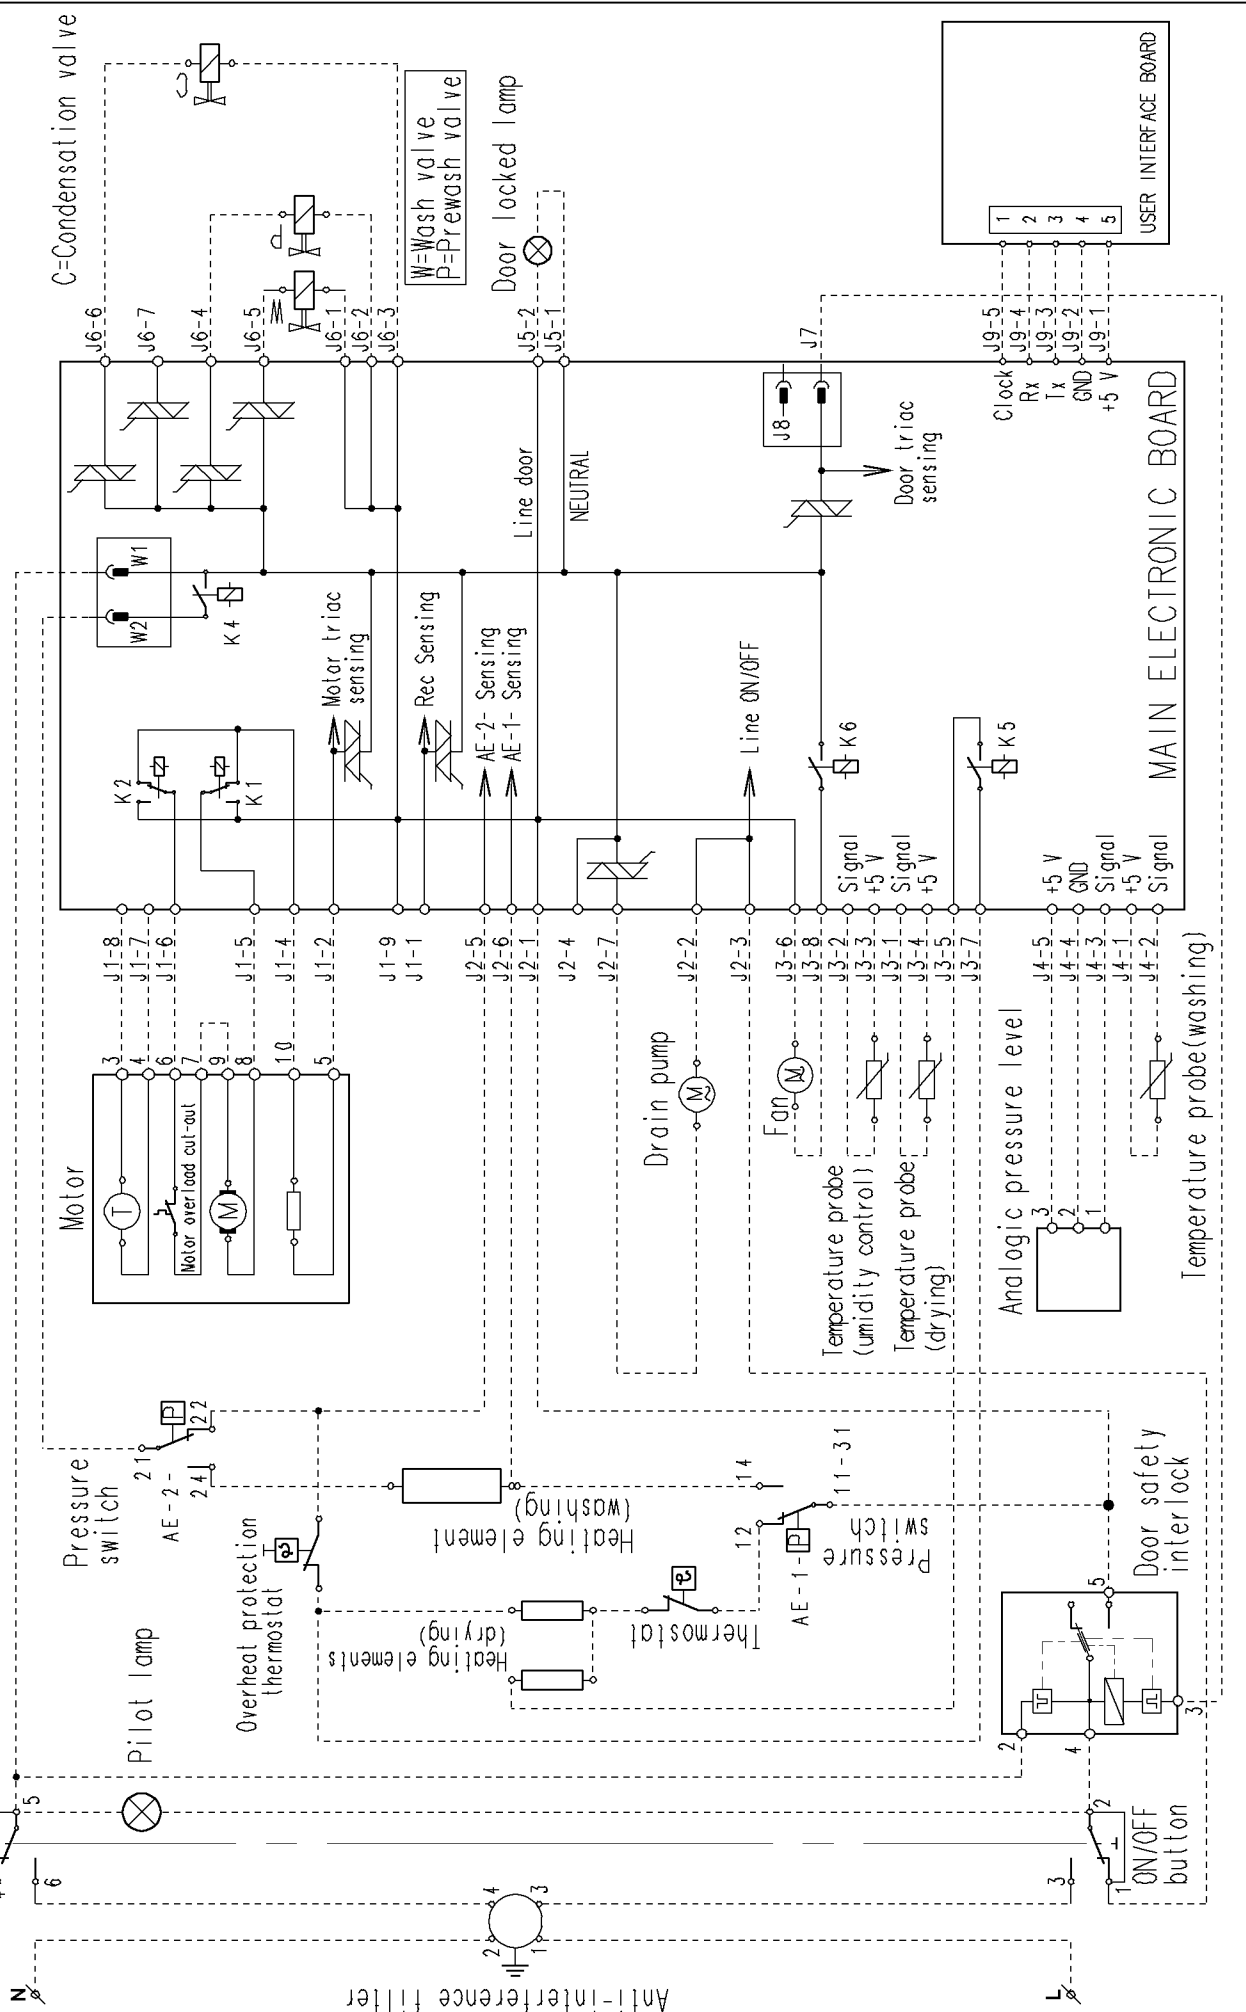 C=Condensation valve
C
P
W
W=Wash valve
P=Prewash valve
Door locked lamp
USER INTERFACE BOARD
1
2
3
4
5
J6-6
J6-7
J6-4
J6-5
J6-1
J6-2
J6-3
J5-2
J5-1
J7
J9-5
J9-4
J9-3
J9-2
J9-1
Clock
Rx
Tx
GND
+5 V
J8
Line door
NEUTRAL
Door triac
sensing
W1
W2
K4
Motor triac
sensing
Rec Sensing
AE-2- Sensing
AE-1- Sensing
Line ON/OFF
K2
K1
K6
K5
MAIN ELECTRONIC BOARD
Signal
+5 V
Signal
+5 V
+5 V
GND
Signal
+5 V
Signal
J1-8
J1-7
J1-6
J1-5
J1-4
J1-2
J1-9
J1-1
J2-5
J2-6
J2-1
J2-4
J2-7
J2-2
J2-3
J3-6
J3-8
J3-2
J3-3
J3-1
J3-4
J3-5
J3-7
J4-5
J4-4
J4-3
J4-1
J4-2
3
4
6
7
9
8
10
5
Motor
T
Motor overload cut-out
M
Drain pump
M
Fan
M
Temperature probe
(umidity control)
Temperature probe
(drying)
Analogic pressure level
3
2
1
Temperature probe(washing)
Pressure
switch
AE-2-
21
P
22
24
Heating element
(washing)
14
12
11-31
P
AE-1-
Pressure
switch
Overheat protection
thermostat
Heating elements
(drying)
Thermostat
Door safety
interlock
5
2
4
3
Pilot lamp
5
6
3
2
1
ON/OFF
button
4
3
2
1
Anti-interference filter
N
L